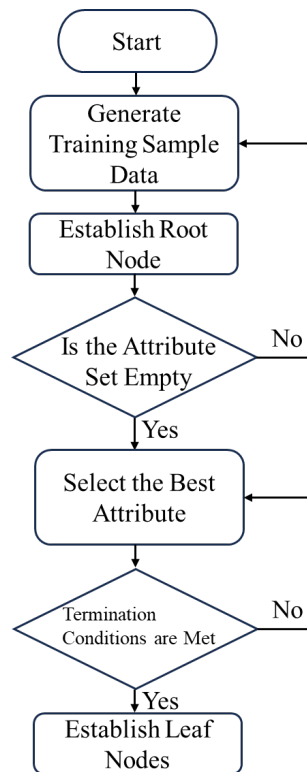 Start
Generate
Training Sample
Data
Establish Root
Node
Is the Attribute
Set Empty
No
Yes
Select the Best
Attribute
Termination
Conditions are Met
No
Yes
Establish Leaf
Nodes